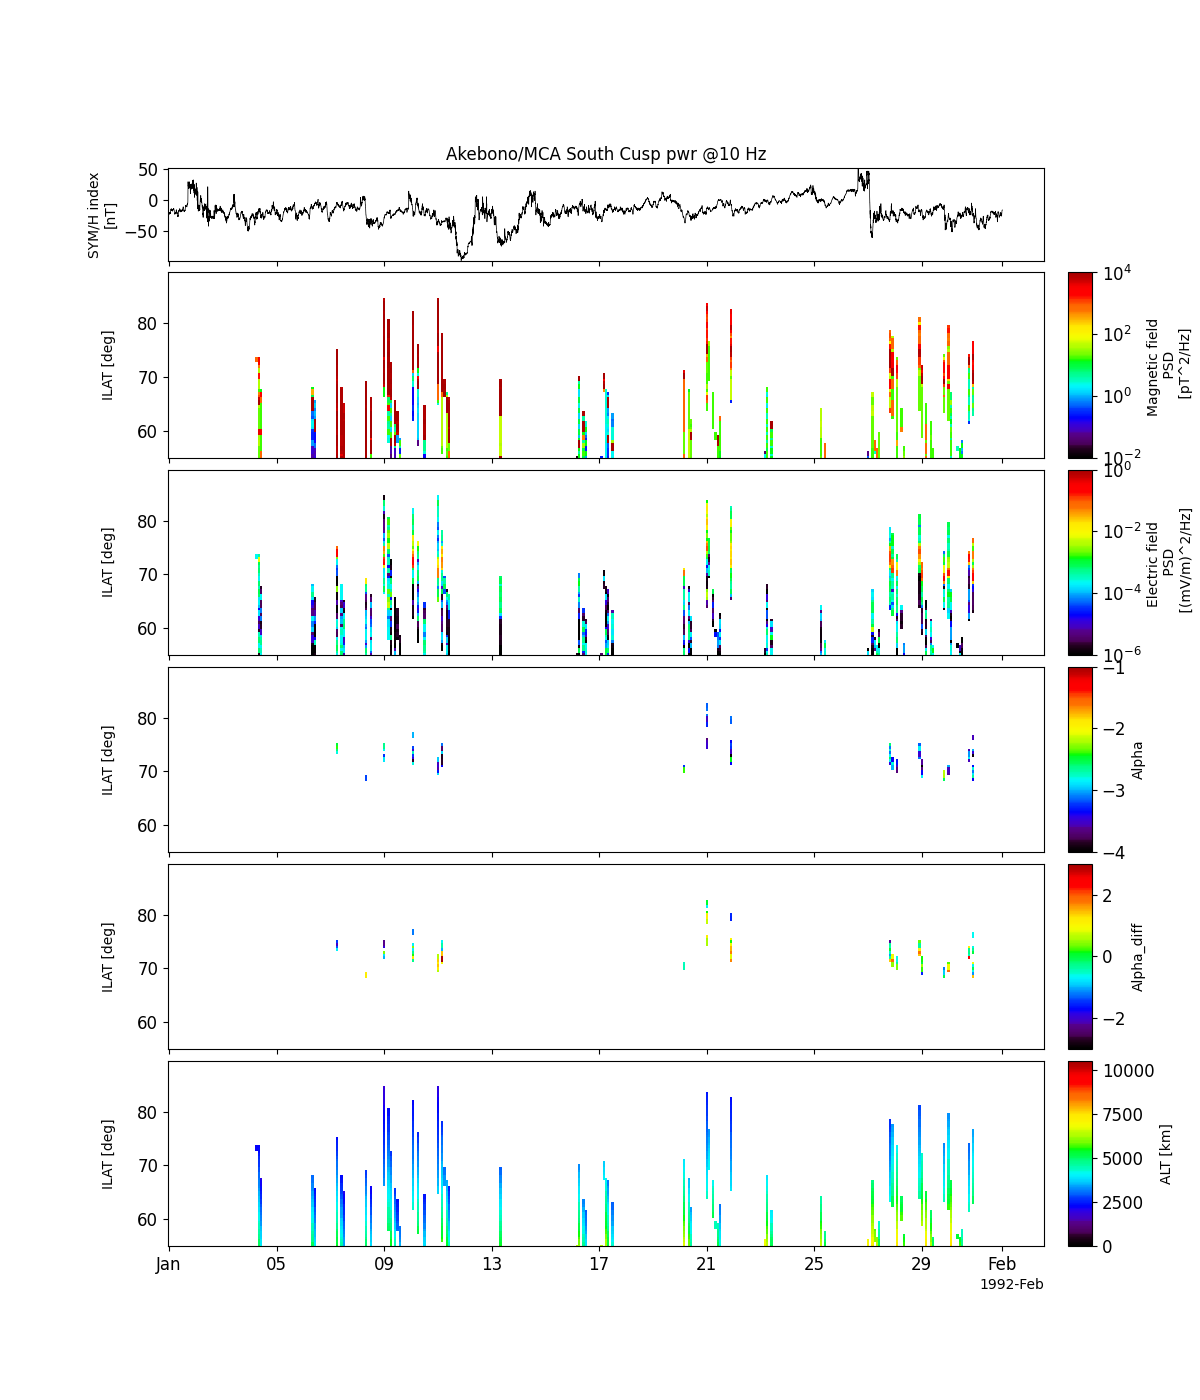 Akebono/MCA South Cusp pwr @10 Hz
50
0
−50
SYM/H index
[nT]
80
70
60
ILAT [deg]
10^4
10^2
10^0
10^-2
Magnetic field
PSD
[pT^2/Hz]
80
70
60
ILAT [deg]
10^0
10^-2
10^-4
10^-6
Electric field
PSD
[(mV/m)^2/Hz]
80
70
60
ILAT [deg]
−1
−2
−3
−4
Alpha
80
70
60
ILAT [deg]
2
0
−2
Alpha_diff
80
70
60
ILAT [deg]
10000
7500
5000
2500
0
ALT [km]
Jan 05 09 13 17 21 25 29 Feb
1992-Feb